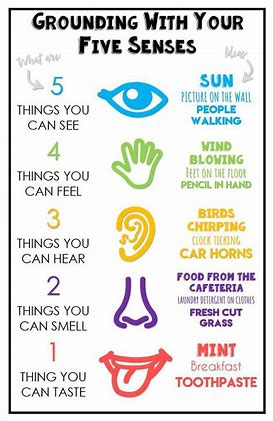 GROUNDING WITH YOUR
FIVE SENSES
What are
Ideas
5
THINGS YOU
CAN SEE
SUN
PICTURE ON THE WALL
PEOPLE
WALKING
4
THINGS YOU
CAN FEEL
WIND
BLOWING
FEET ON THE FLOOR
PENCIL IN HAND
3
THINGS YOU
CAN HEAR
BIRDS
CHIRPING
CLOCK TICKING
CAR HORNS
2
THINGS YOU
CAN SMELL
FOOD FROM THE
CAFETERIA
LAUNDRY DETERGENT ON CLOTHES
FRESH CUT
GRASS
1
THING YOU
CAN TASTE
MINT
Breakfast
TOOTHPASTE